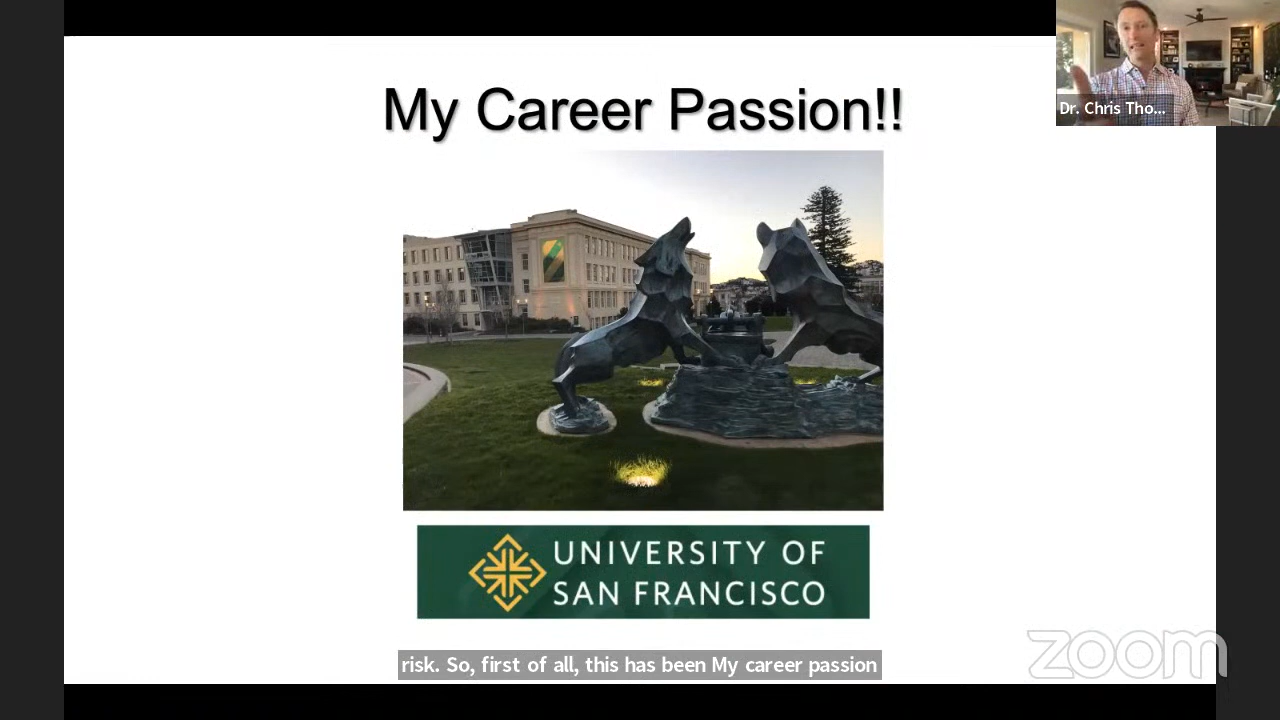 My Career Passion!!
Dr. Chris Tho...
UNIVERSITY OF
SAN FRANCISCO
risk. So, first of all, this has been My career passion
zoom